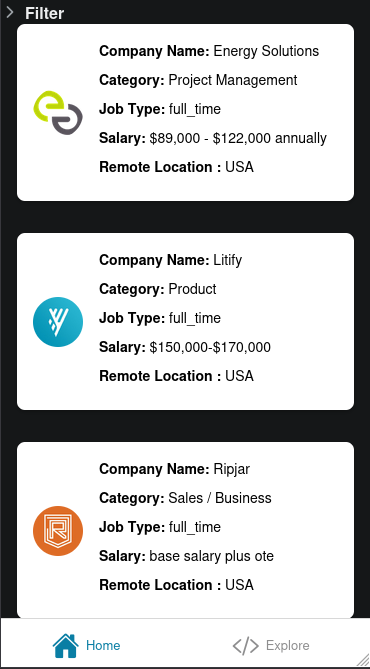 Filter
Company Name: Energy Solutions
Category: Project Management
Job Type: full_time
Salary: $89,000 - $122,000 annually
Remote Location : USA
Company Name: Litify
Category: Product
Job Type: full_time
Salary: $150,000-$170,000
Remote Location : USA
R
Company Name: Ripjar
Category: Sales / Business
Job Type: full_time
Salary: base salary plus ote
Remote Location : USA
Home
Explore